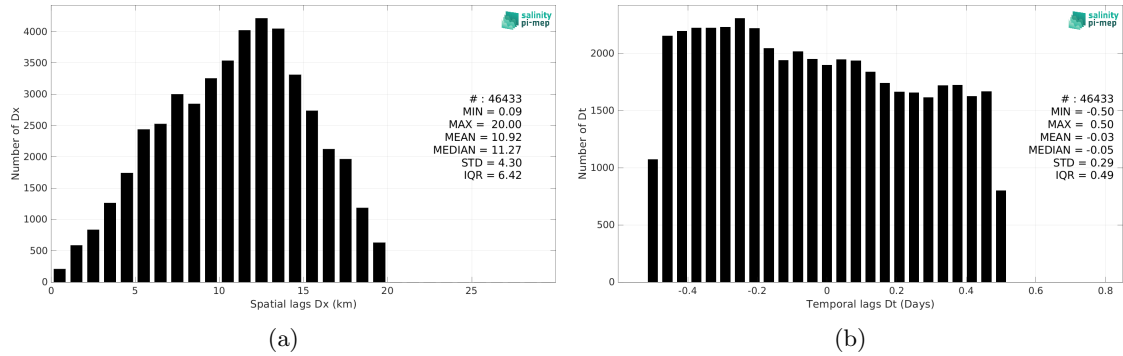 4000
3500
3000
2500
2000
1500
1000
500
0
Number of Dx
salinity
pi-mep
# : 46433
MIN = 0.09
MAX = 20.00
MEAN = 10.92
MEDIAN = 11.27
STD = 4.30
IQR = 6.42
0 5 10 15 20 25
Spatial lags Dx (km)
(a)
2000
1500
1000
500
0
Number of Dt
salinity
pi-mep
# : 46433
MIN = -0.50
MAX = 0.50
MEAN = -0.03
MEDIAN = -0.05
STD = 0.29
IQR = 0.49
-0.4 -0.2 0 0.2 0.4 0.6 0.8
Temporal lags Dt (Days)
(b)